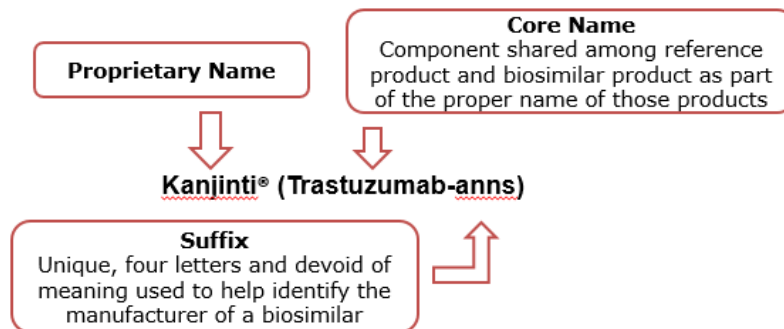 Core Name
Component shared among reference
product and biosimilar product as part
of the proper name of those products
Proprietary Name
Kanjinti® (Trastuzumab-anns)
Suffix
Unique, four letters and devoid of
meaning used to help identify the
manufacturer of a biosimilar